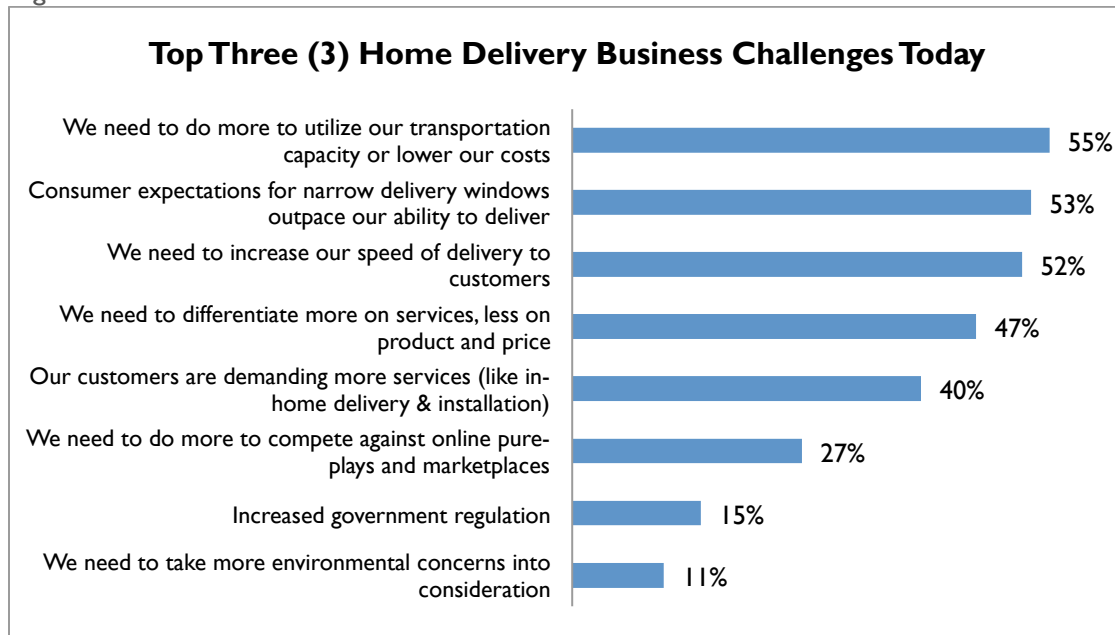 Top Three (3) Home Delivery Business Challenges Today
We need to do more to utilize our transportation
capacity or lower our costs
55%
Consumer expectations for narrow delivery windows
outpace our ability to deliver
53%
We need to increase our speed of delivery to
customers
52%
We need to differentiate more on services, less on
product and price
47%
Our customers are demanding more services (like in-
home delivery & installation)
40%
We need to do more to compete against online pure-
plays and marketplaces
27%
Increased government regulation
15%
We need to take more environmental concerns into
consideration
11%